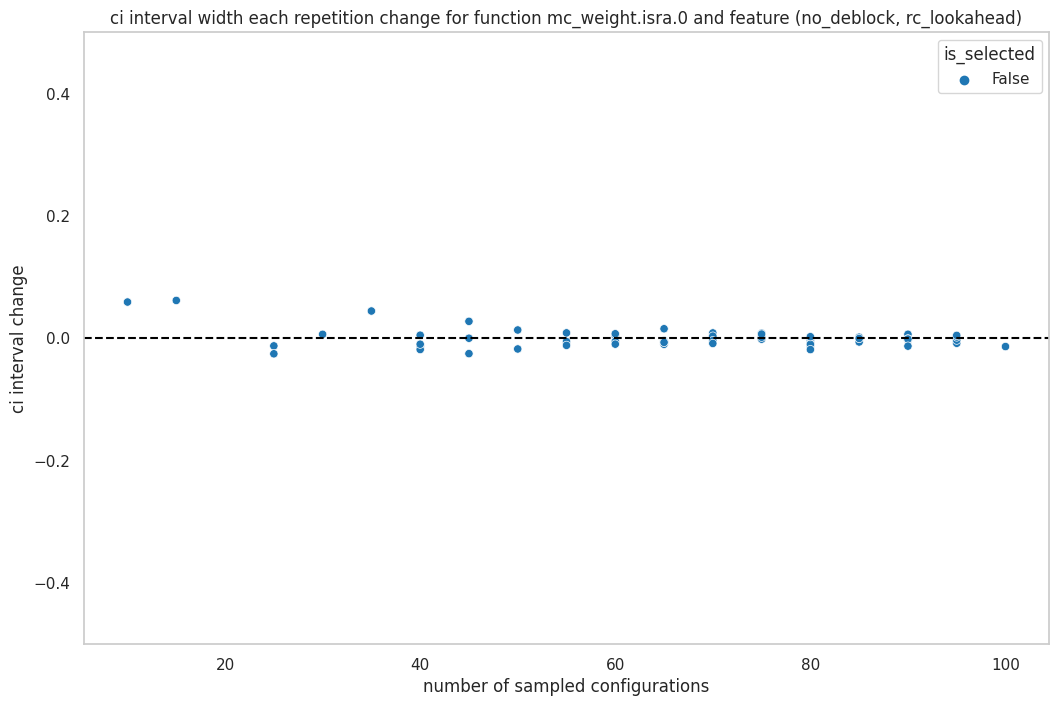 ci interval width each repetition change for function mc_weight.isra.0 and feature (no_deblock, rc_lookahead)
is_selected
False
ci interval change
0.4
0.2
0.0
−0.2
−0.4
20
40
60
80
100
number of sampled configurations